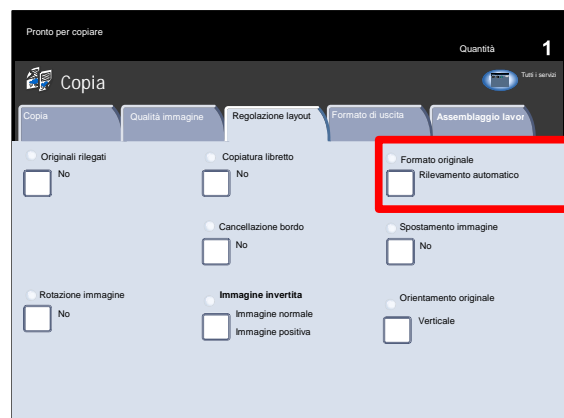 Pronto per copiare
Quantità 1
Copia
Tutti i servizi
Copia
Qualità immagine
Regolazione layout
Formato di uscita
Assemblaggio lavor
Originali rilegati
No
Copiatura libretto
No
Formato originale
Rilevamento automatico
Cancellazione bordo
No
Spostamento immagine
No
Rotazione immagine
No
Immagine invertita
Immagine normale
Immagine positiva
Orientamento originale
Verticale